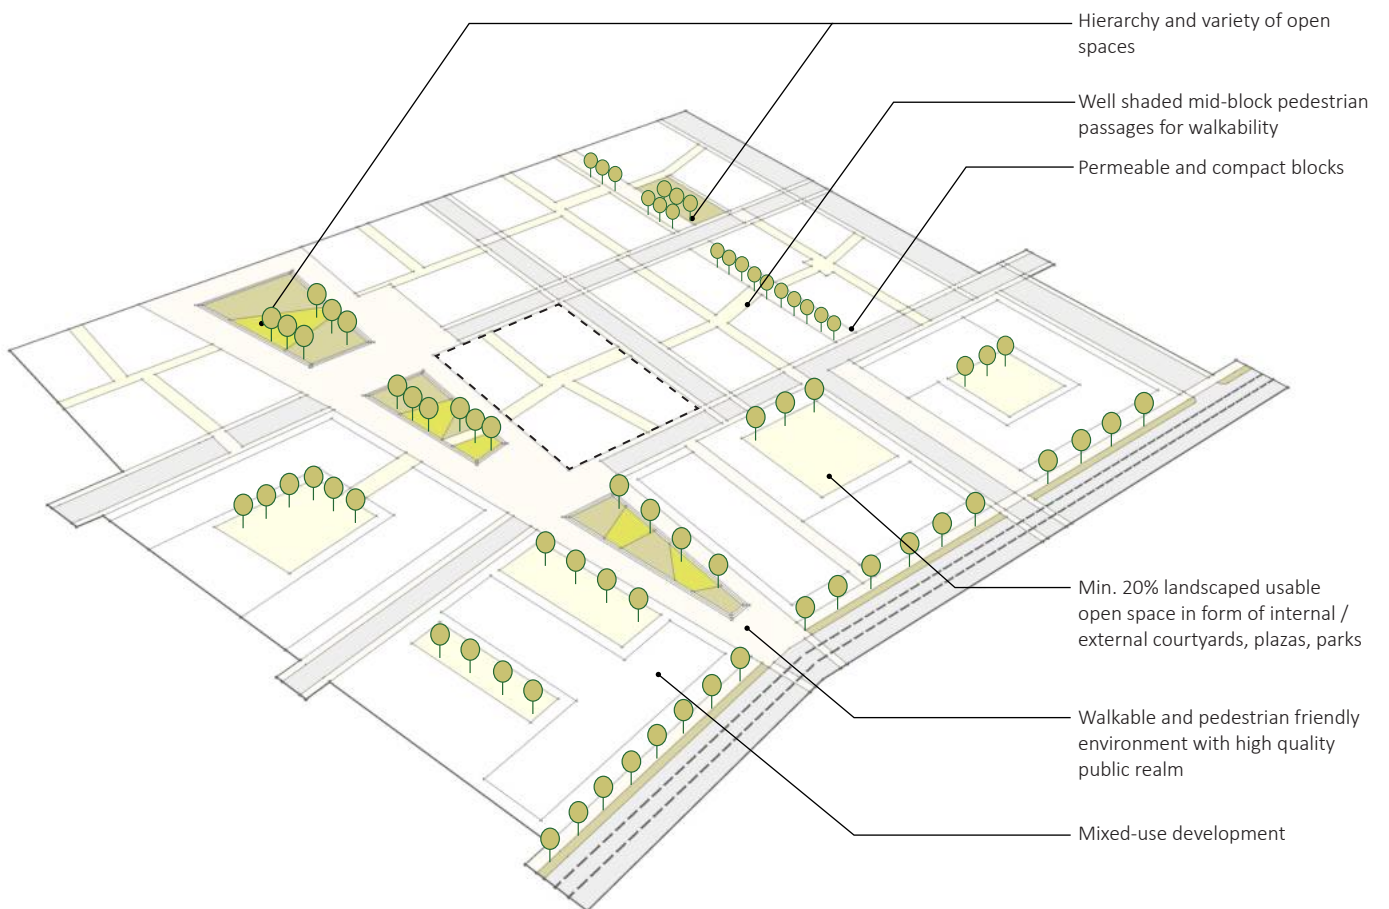 Hierarchy and variety of open
spaces
Well shaded mid-block pedestrian
passages for walkability
Permeable and compact blocks
Min. 20% landscaped usable
open space in form of internal /
external courtyards, plazas, parks
Walkable and pedestrian friendly
environment with high quality
public realm
Mixed-use development